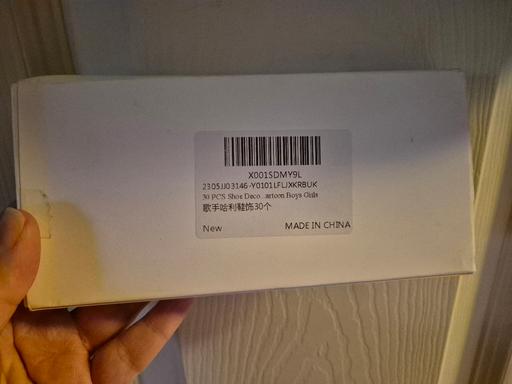 X001SDMY9L
2305JJ03146-Y0101LFLJXKRBUK
30 PCS Shoe Deco...artoon Boys Girls
歌手哈利鞋饰30个
New MADE IN CHINA